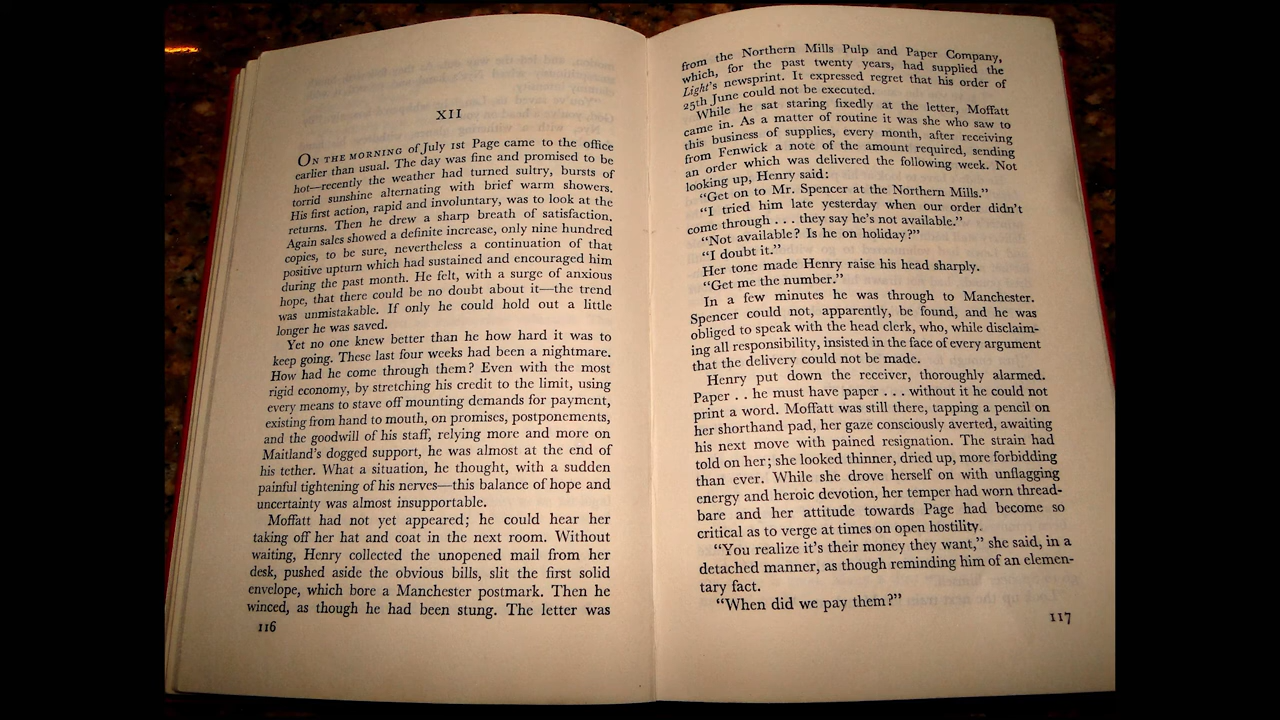 XII
ON THE MORNING of July 1st Page came to the office
earlier than usual. The day was fine and promised to be
hot—recently the weather had turned sultry, bursts of
torrid sunshine alternating with brief warm showers.
His first action, rapid and involuntary, was to look at the
returns. Then he drew a sharp breath of satisfaction.
Again sales showed a definite increase, only nine hundred
copies, to be sure, nevertheless a continuation of that
positive upturn which had sustained and encouraged him
during the past month. He felt, with a surge of anxious
hope, that there could be no doubt about it—the trend
was unmistakable. If only he could hold out a little
longer he was saved.
Yet no one knew better than he how hard it was to
keep going. These last four weeks had been a nightmare.
How had he come through them? Even with the most
rigid economy, by stretching his credit to the limit, using
every means to stave off mounting demands for payment,
existing from hand to mouth, on promises, postponements,
and the goodwill of his staff, relying more and more on
Maitland's dogged support, he was almost at the end of
his tether. What a situation, he thought, with a sudden
painful tightening of his nerves—this balance of hope and
uncertainty was almost insupportable.
Moffatt had not yet appeared; he could hear her
taking off her hat and coat in the next room. Without
waiting, Henry collected the unopened mail from her
desk, pushed aside the obvious bills, slit the first solid
envelope, which bore a Manchester postmark. Then he
winced, as though he had been stung. The letter was
116
from the Northern Mills Pulp and Paper Company,
which, for the past twenty years, had supplied the
Light's newsprint. It expressed regret that his order of
25th June could not be executed.
While he sat staring fixedly at the letter, Moffatt
came in. As a matter of routine it was she who saw to
this business of supplies, every month, after receiving
from Fenwick a note of the amount required, sending
an order which was delivered the following week. Not
looking up, Henry said:
"Get on to Mr. Spencer at the Northern Mills."
"I tried him late yesterday when our order didn't
come through . . . they say he's not available."
"Not available? Is he on holiday?"
"I doubt it."
Her tone made Henry raise his head sharply.
"Get me the number."
In a few minutes he was through to Manchester.
Spencer could not, apparently, be found, and he was
obliged to speak with the head clerk, who, while disclaim-
ing all responsibility, insisted in the face of every argument
that the delivery could not be made.
Henry put down the receiver, thoroughly alarmed.
Paper . . he must have paper . . . without it he could not
print a word. Moffatt was still there, tapping a pencil on
her shorthand pad, her gaze consciously averted, awaiting
his next move with pained resignation. The strain had
told on her; she looked thinner, dried up, more forbidding
than ever. While she drove herself on with unflagging
energy and heroic devotion, her temper had worn thread-
bare and her attitude towards Page had become so
critical as to verge at times on open hostility.
"You realize it's their money they want," she said, in a
detached manner, as though reminding him of an elemen-
tary fact.
"When did we pay them?"
117